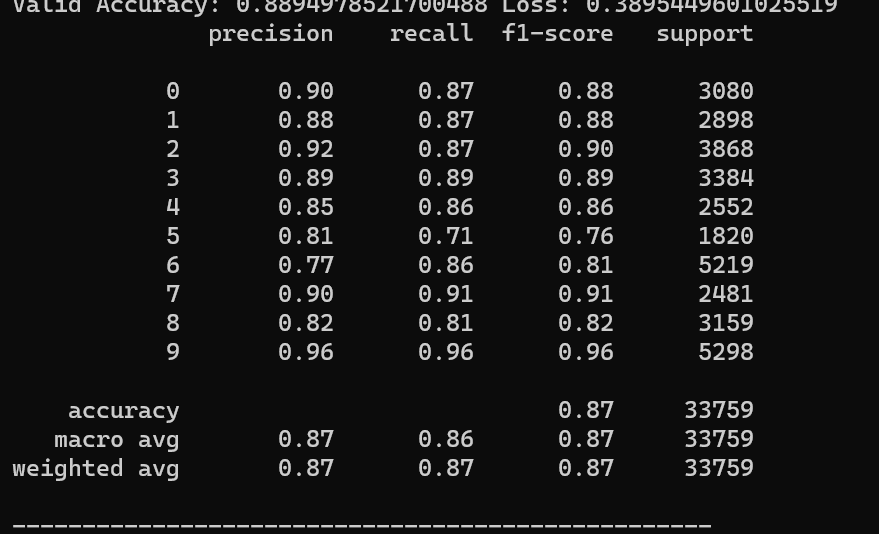 Valid Accuracy: 0.8894978521700488 Loss: 0.3895449601025519
precision recall f1-score support
0 0.90 0.87 0.88 3080
1 0.88 0.87 0.88 2898
2 0.92 0.87 0.90 3868
3 0.89 0.89 0.89 3384
4 0.85 0.86 0.86 2552
5 0.81 0.71 0.76 1820
6 0.77 0.86 0.81 5219
7 0.90 0.91 0.91 2481
8 0.82 0.81 0.82 3159
9 0.96 0.96 0.96 5298
accuracy 0.87 33759
macro avg 0.87 0.86 0.87 33759
weighted avg 0.87 0.87 0.87 33759
--------------------------------------------------